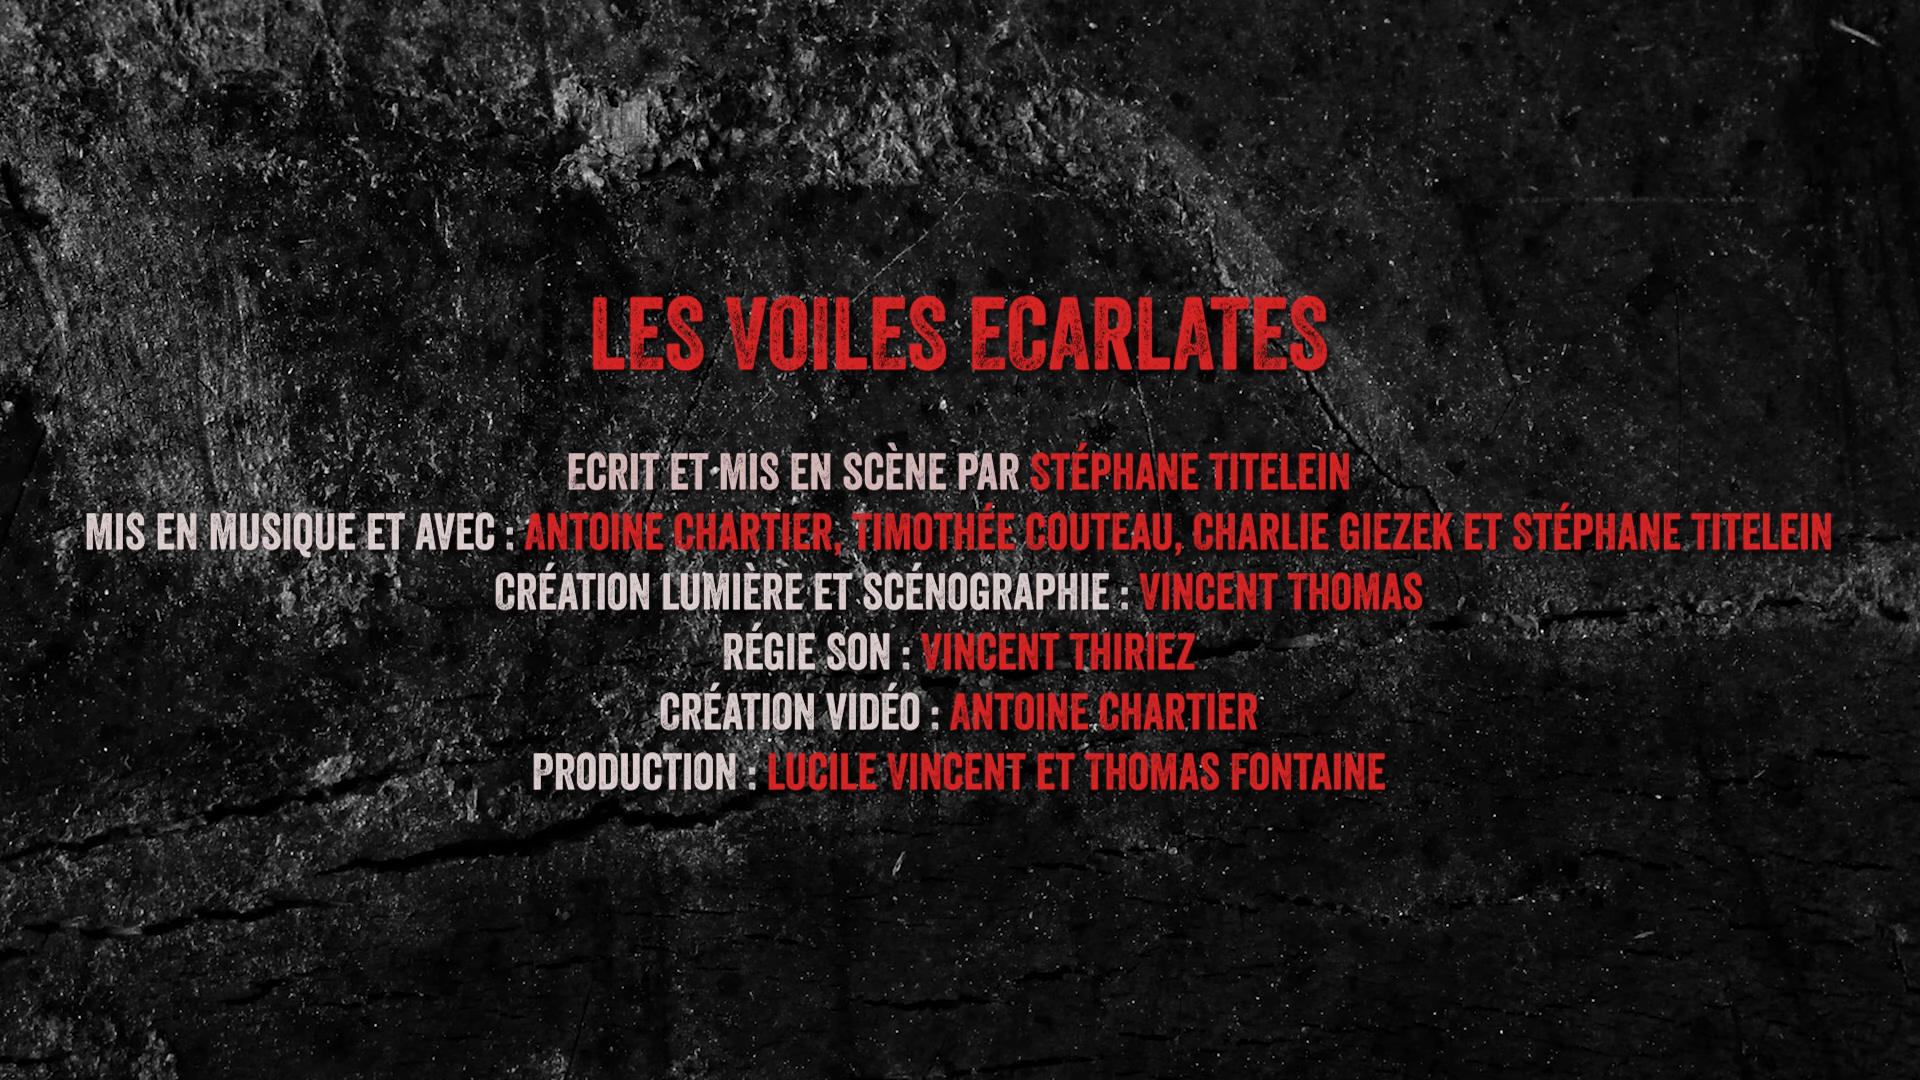 LES VOILES ECARLATES
ECRIT ET MIS EN SCÈNE PAR STÉPHANE TITELEIN
MIS EN MUSIQUE ET AVEC : ANTOINE CHARTIER, TIMOTHÉE COUTEAU, CHARLIE GIEZEK ET STÉPHANE TITELEIN
CRÉATION LUMIÈRE ET SCÉNOGRAPHIE : VINCENT THOMAS
RÉGIE SON : VINCENT THIRIEZ
CRÉATION VIDÉO : ANTOINE CHARTIER
PRODUCTION : LUCILE VINCENT ET THOMAS FONTAINE